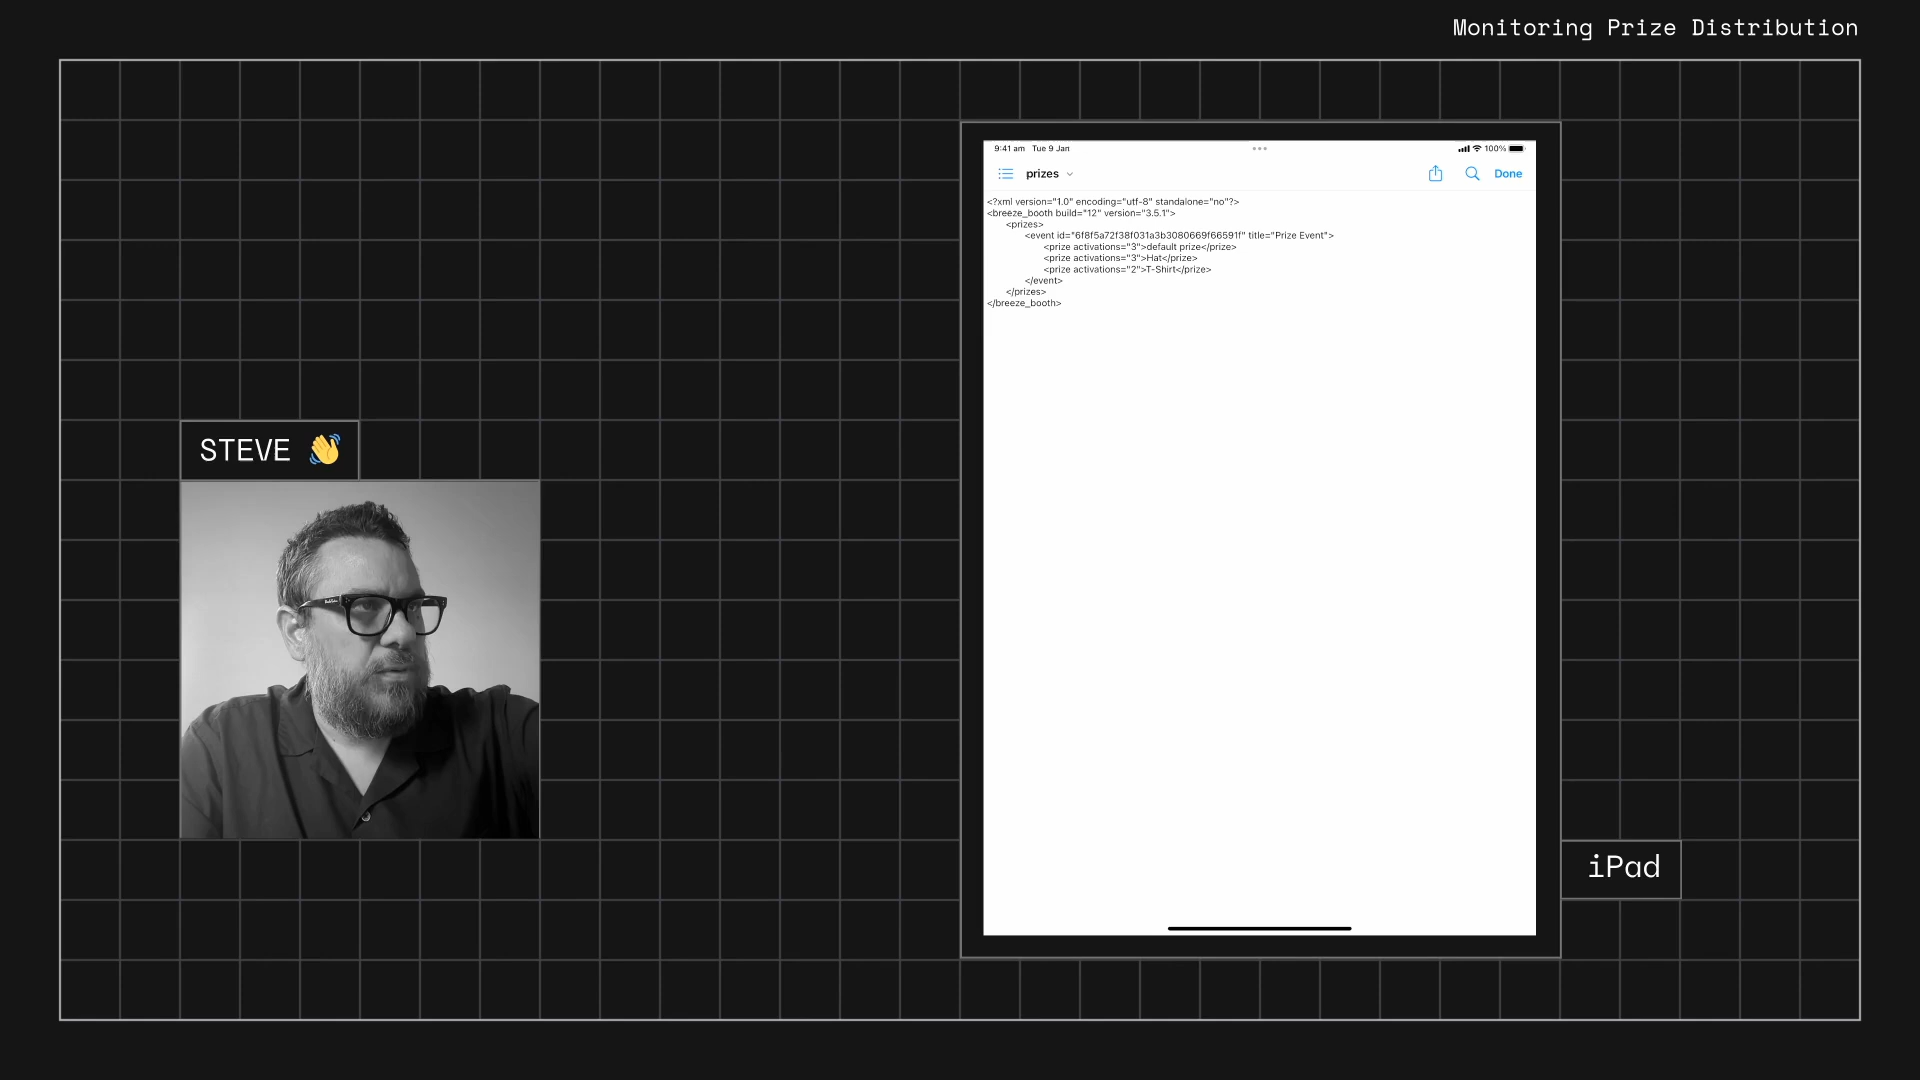 Monitoring Prize Distribution
9:41 am Tue 9 Jan
100%
prizes
Done
<?xml version="1.0" encoding="utf-8" standalone="no"?>
<breeze_booth build="12" version="3.5.1">
<prizes>
<event id="6f8f5a72f38f031a3b3080669f66591f" title="Prize Event">
<prize activations="3">default prize</prize>
<prize activations="3">Hat</prize>
<prize activations="2">T-Shirt</prize>
</event>
</prizes>
</breeze_booth>
STEVE 👋
iPad